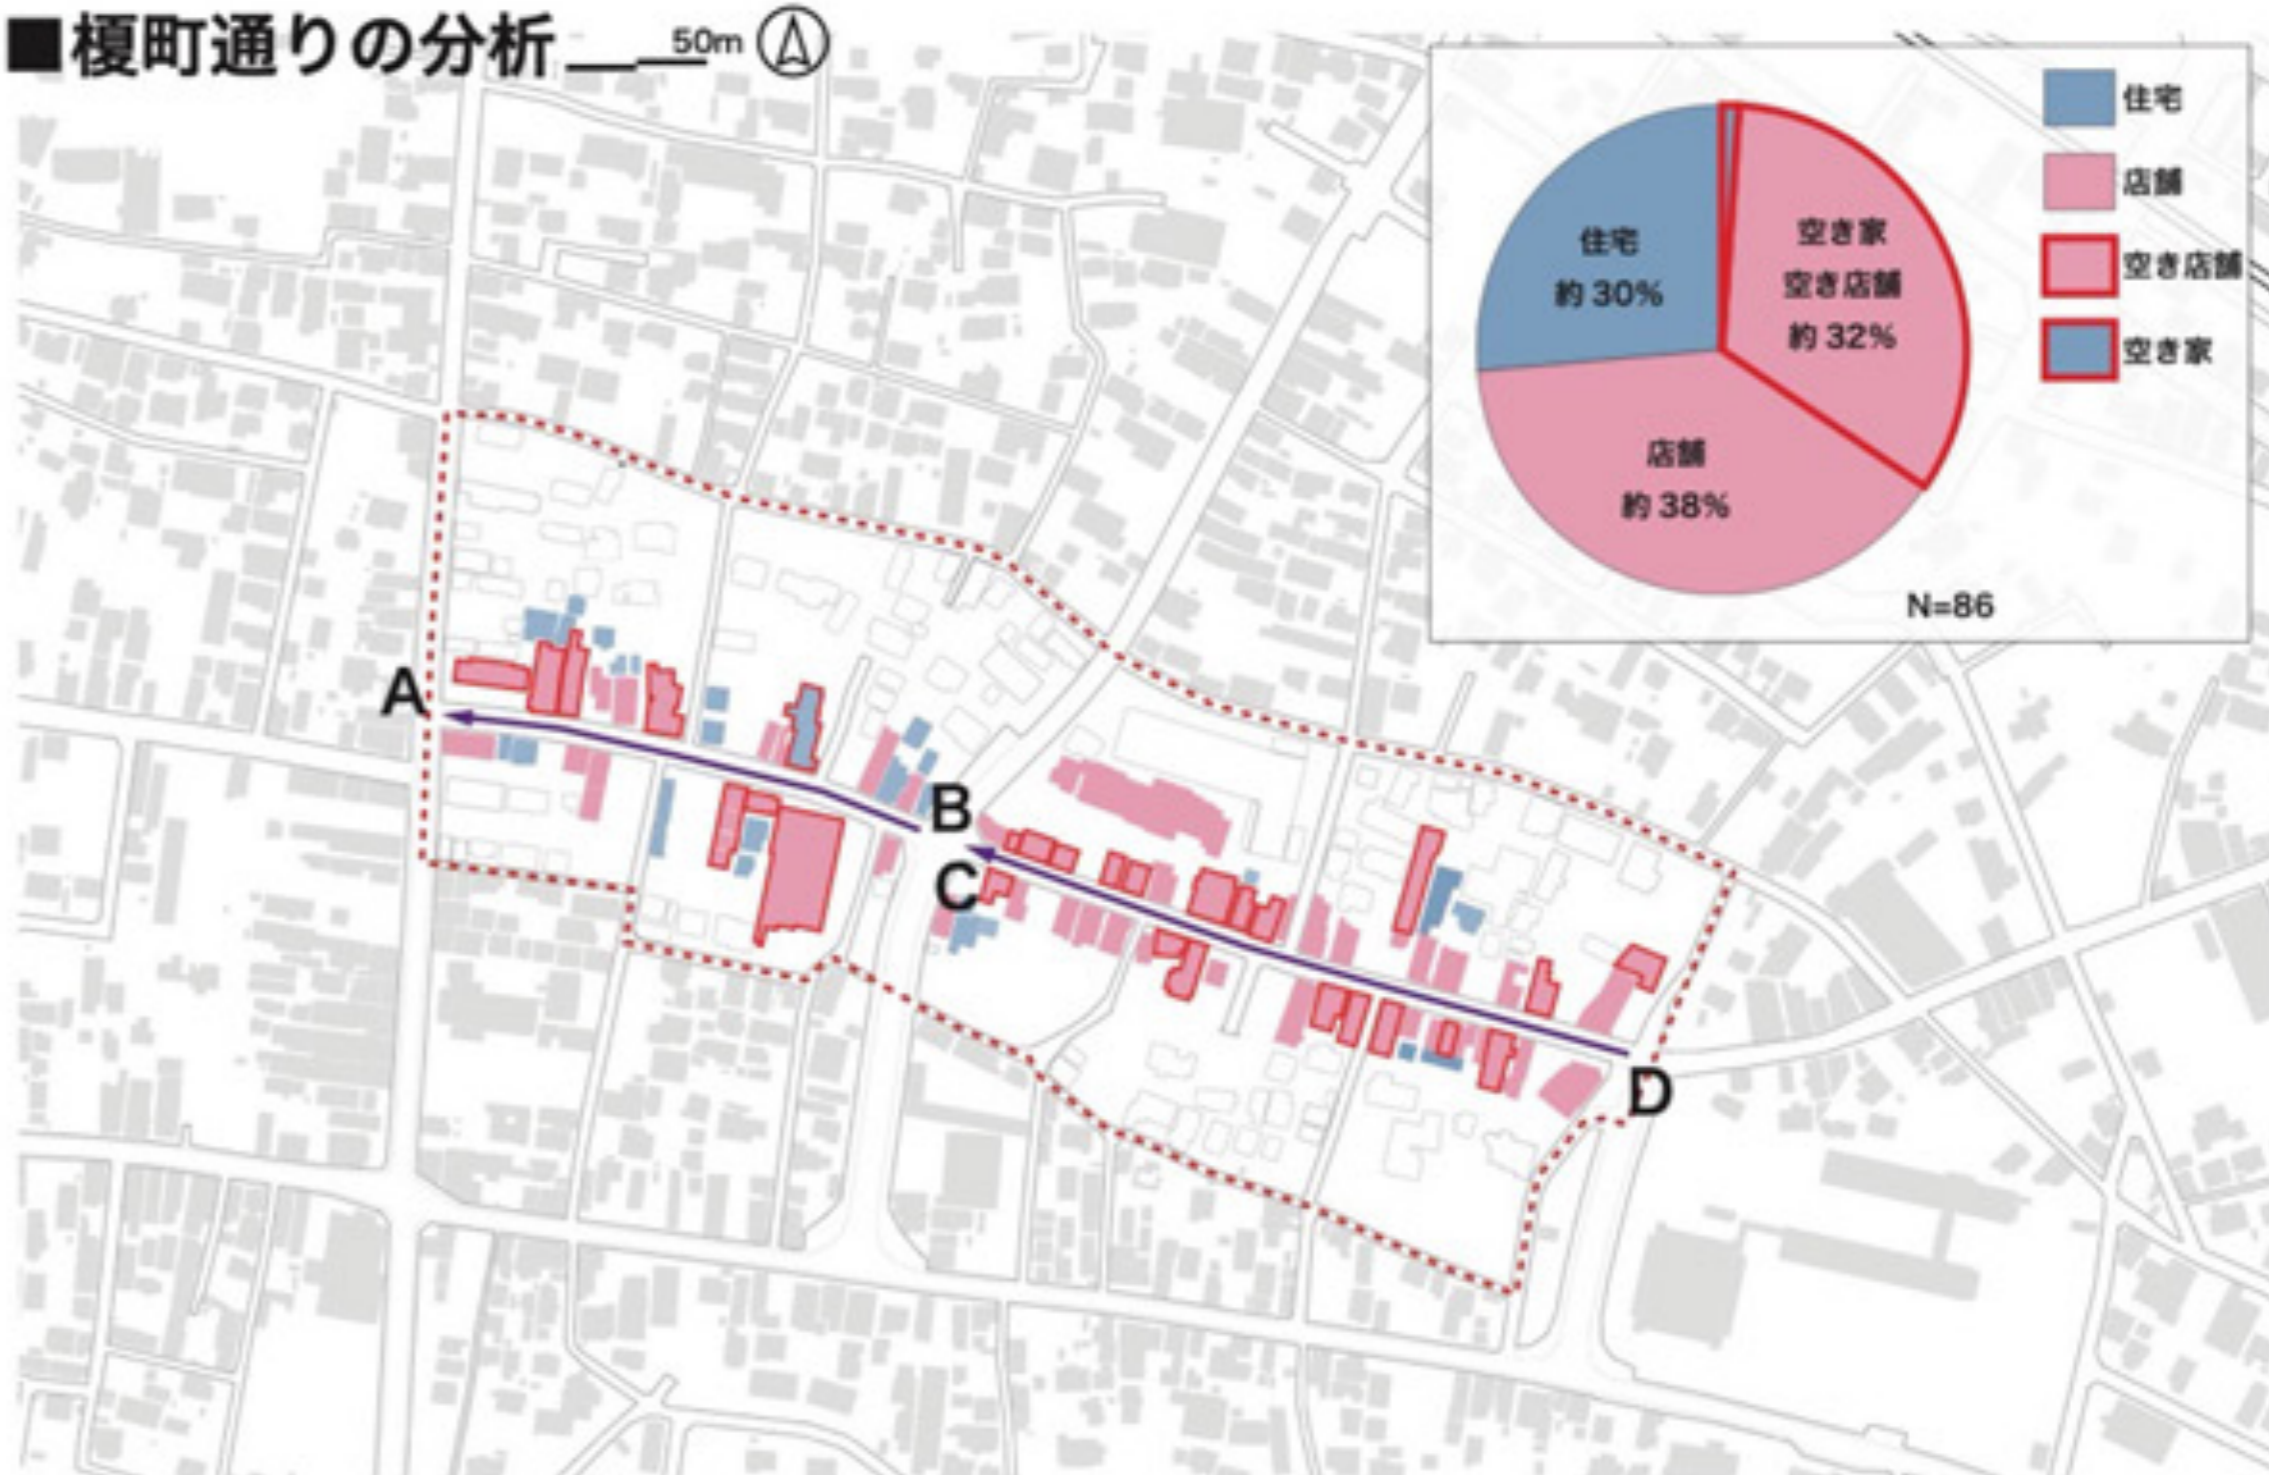 ■榎町通りの分析 50m
住宅
店舗
空き店舗
空き家
住宅
約 30%
空き家
空き店舗
約 32%
店舗
約 38%
N=86
A
B
C
D